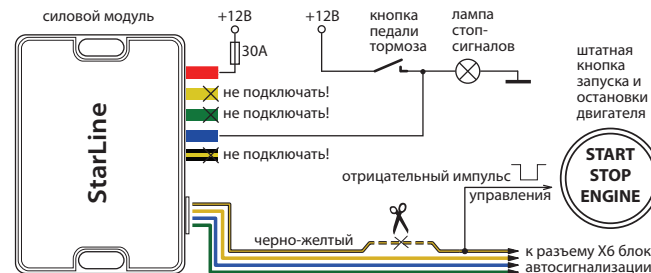 силовой модуль
+12В
30А
+12В
кнопка
педали
тормоза
лампа
стоп-
сигналов
штатная
кнопка
запуска и
остановки
двигателя
не подключать!
не подключать!
не подключать!
StarLine
START
STOP
ENGINE
отрицательный импульс
управления
черно-желтый
к разъему Х6 блок
автосигнализации